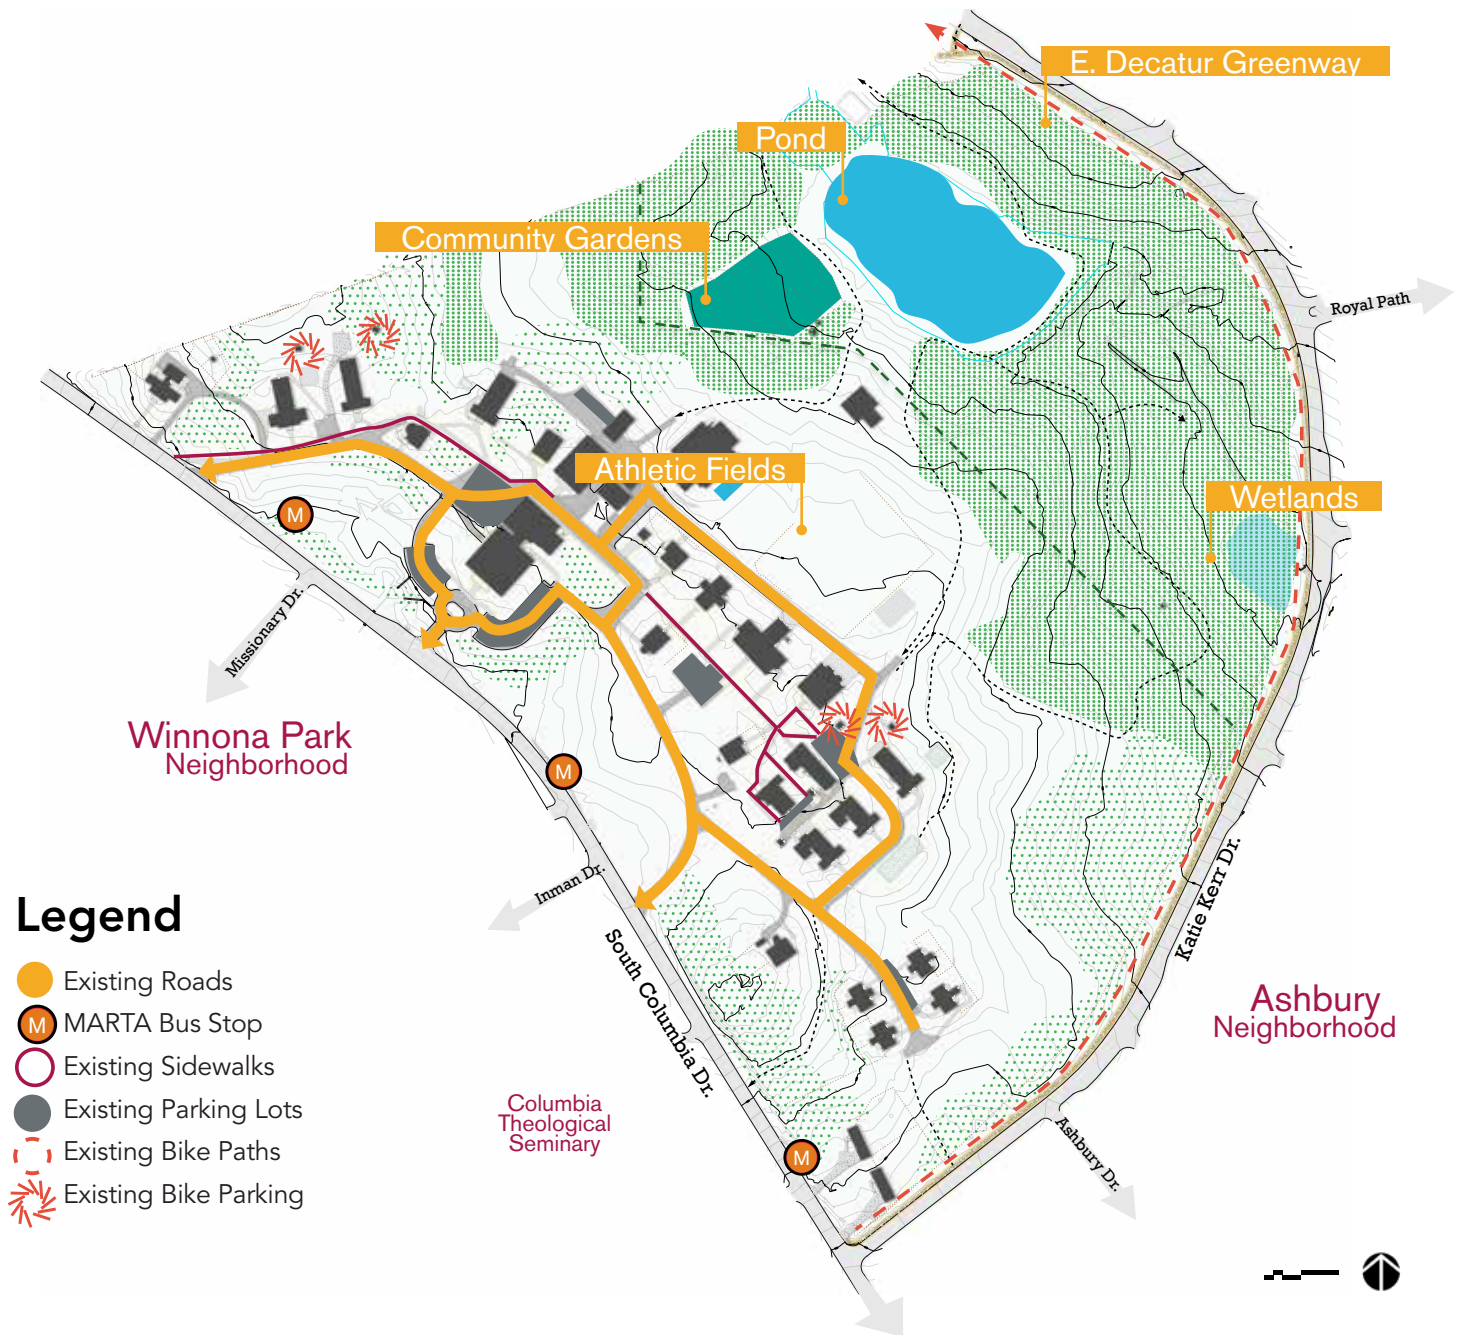 E. Decatur Greenway
Pond
Community Gardens
Royal Path
Athletic Fields
Wetlands
M
Missionary Dr.
Winnona Park
Neighborhood
M
Inman Dr.
Katie Kerr Dr.
South Columbia Dr.
Ashbury
Neighborhood
Columbia
Theological
Seminary
M
Ashbury Dr.
Legend
Existing Roads
M MARTA Bus Stop
Existing Sidewalks
Existing Parking Lots
Existing Bike Paths
Existing Bike Parking